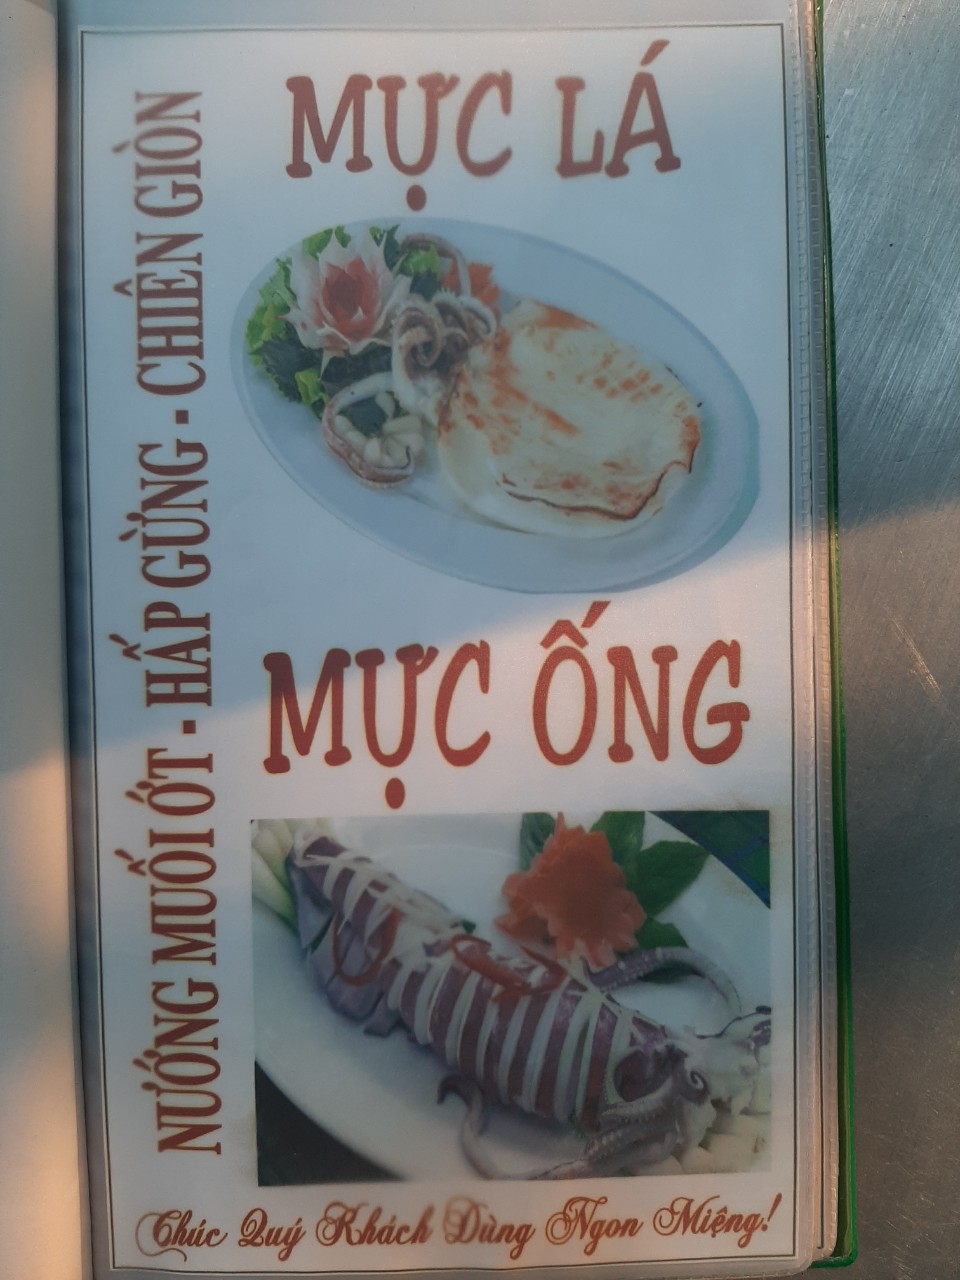 MỰC LÁ
NƯỚNG MUỐI ỚT - HẤP GỪNG - CHIÊN GIÒN
MỰC ỐNG
Chúc Quý Khách Dùng Ngon Miệng!